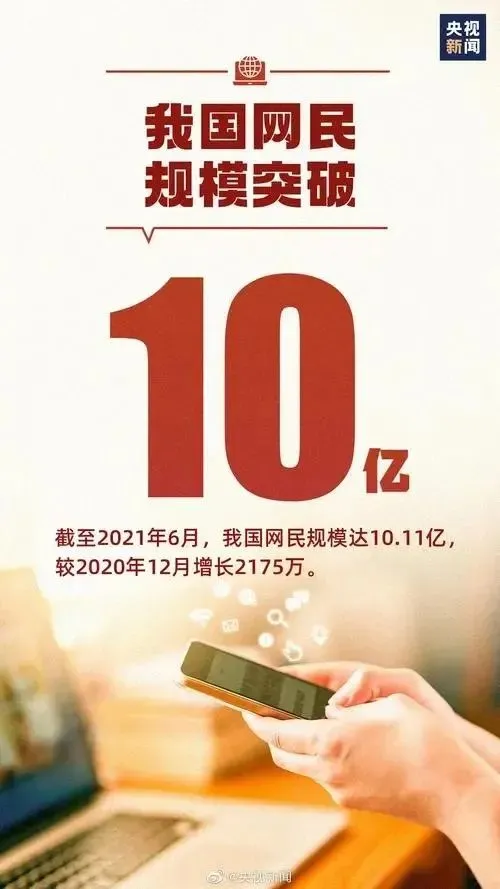 央视
新闻
我国网民
规模突破
10亿
截至2021年6月，我国网民规模达10.11亿，
较2020年12月增长2175万。
@央视新闻